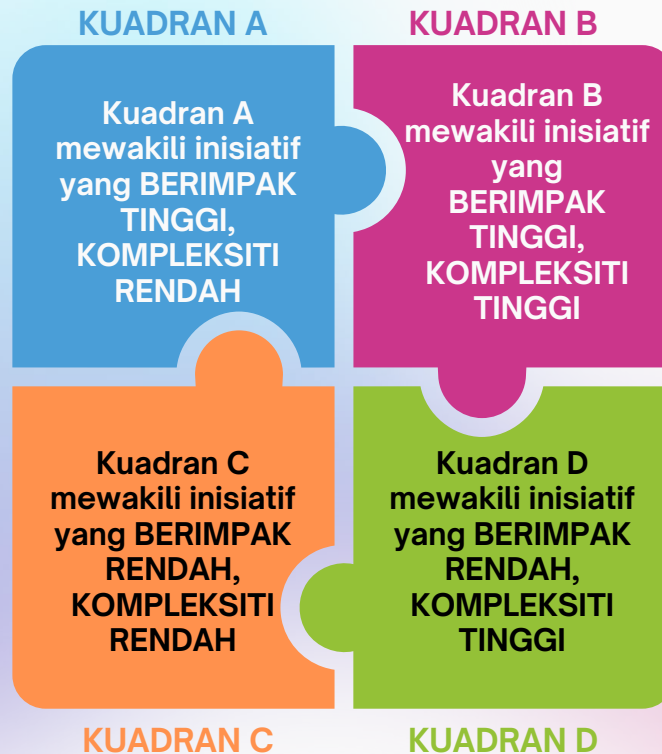 KUADRAN A
KUADRAN B
Kuadran A
mewakili inisiatif
yang BERIMPAK
TINGGI,
KOMPLEKSITI
RENDAH
Kuadran B
mewakili inisiatif
yang
BERIMPAK
TINGGI,
KOMPLEKSITI
TINGGI
Kuadran C
mewakili inisiatif
yang BERIMPAK
RENDAH,
KOMPLEKSITI
RENDAH
Kuadran D
mewakili inisiatif
yang BERIMPAK
RENDAH,
KOMPLEKSITI
TINGGI
KUADRAN C
KUADRAN D